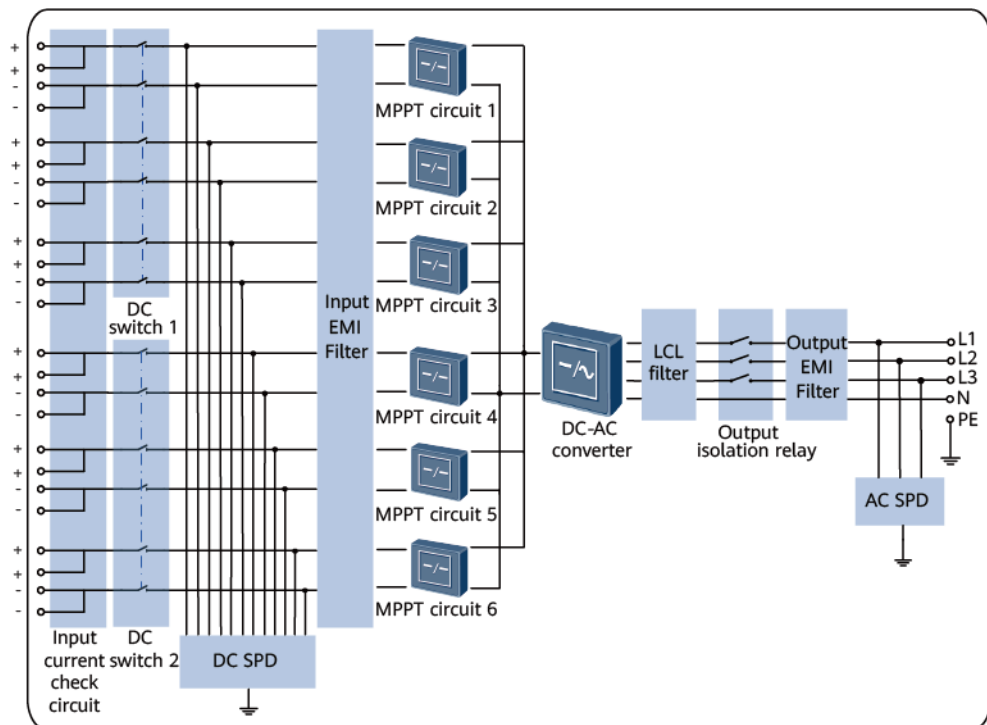 +
+
-
-
+
+
-
-
+
+
-
-
+
+
-
-
+
+
-
-
+
+
-
-
DC
switch 1
Input
current
check
circuit
DC
switch 2
DC SPD
Input
EMI
Filter
MPPT circuit 1
MPPT circuit 2
MPPT circuit 3
MPPT circuit 4
MPPT circuit 5
MPPT circuit 6
DC-AC
converter
LCL
filter
Output
isolation relay
Output
EMI
Filter
L1
L2
L3
N
PE
AC SPD